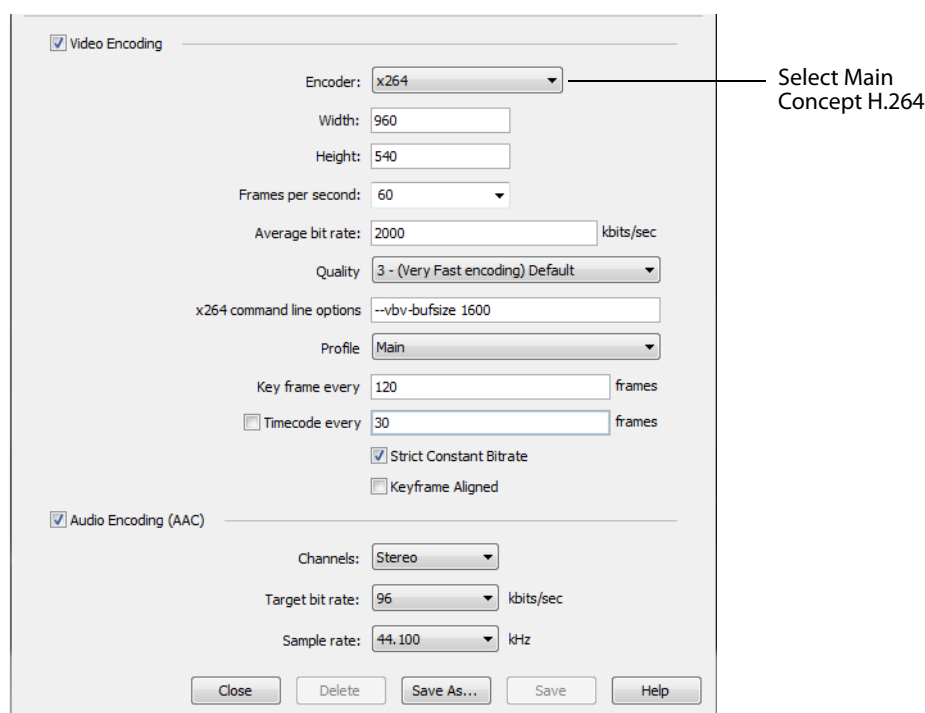 Video Encoding
Encoder: x264
Select Main
Concept H.264
Width: 960
Height: 540
Frames per second: 60
Average bit rate: 2000 kbits/sec
Quality 3 - (Very Fast encoding) Default
x264 command line options --vbv-bufsize 1600
Profile Main
Key frame every 120 frames
Timecode every 30 frames
Strict Constant Bitrate
Keyframe Aligned
Audio Encoding (AAC)
Channels: Stereo
Target bit rate: 96 kbits/sec
Sample rate: 44.100 kHz
Close Delete Save As... Save Help